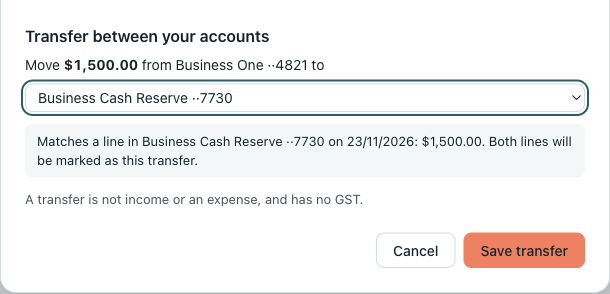 Transfer between your accounts
Move $1,500.00 from Business One ··4821 to
Business Cash Reserve ··7730
Matches a line in Business Cash Reserve ··7730 on 23/11/2026: $1,500.00. Both lines will
be marked as this transfer.
A transfer is not income or an expense, and has no GST.
Cancel
Save transfer